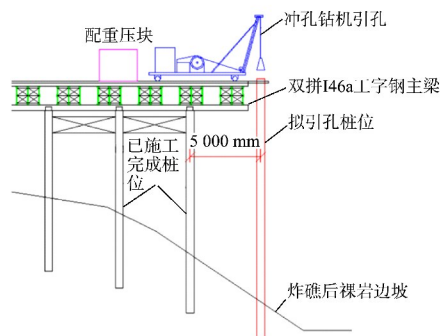 冲孔钻机引孔
配重压块
双拼I46a工字钢主梁
拟引孔桩位
5 000 mm
已施工
完成桩
位
炸礁后裸岩边坡